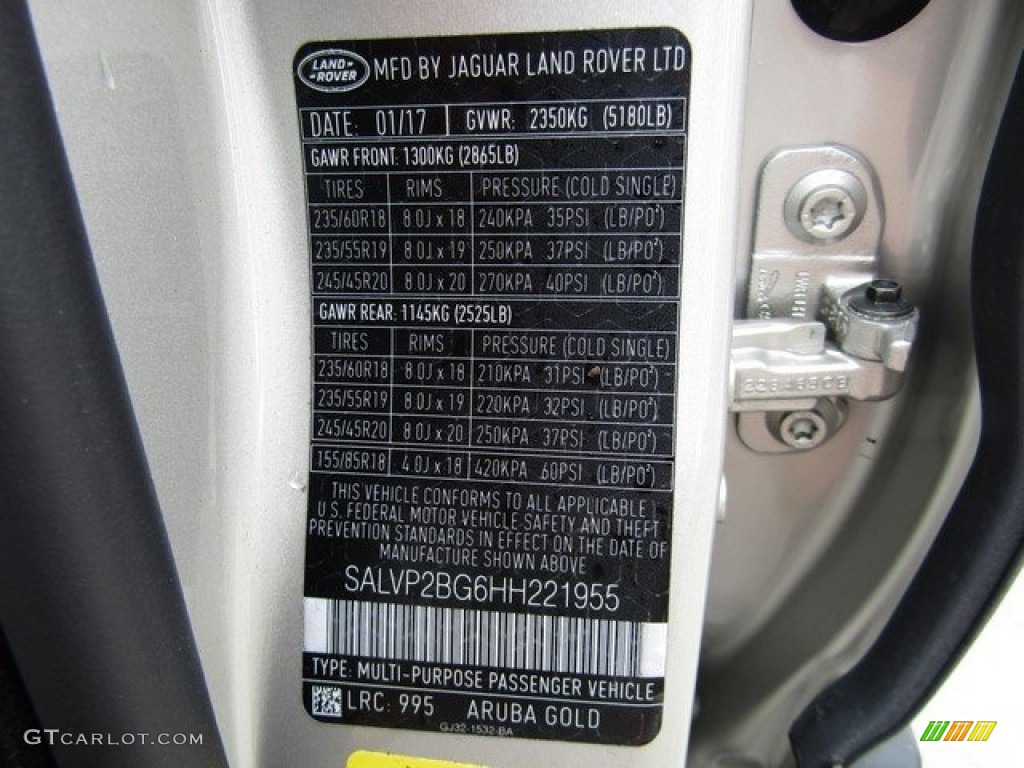 LAND ROVER MFD BY JAGUAR LAND ROVER LTD
DATE: 01/17 GVWR: 2350KG (5180LB)
GAWR FRONT: 1300KG (2865LB)
TIRES RIMS PRESSURE (COLD SINGLE)
235/60R18 8.0J x 18 240KPA 35PSI (LB/PO²)
235/55R19 8.0J x 19 250KPA 37PSI (LB/PO²)
245/45R20 8.0J x 20 270KPA 40PSI (LB/PO²)
GAWR REAR: 1145KG (2525LB)
TIRES RIMS PRESSURE (COLD SINGLE)
235/60R18 8.0J x 18 210KPA 31PSI (LB/PO²)
235/55R19 8.0J x 19 220KPA 32PSI (LB/PO²)
245/45R20 8.0J x 20 250KPA 37PSI (LB/PO²)
155/85R18 4.0J x 18 420KPA 60PSI (LB/PO²)
THIS VEHICLE CONFORMS TO ALL APPLICABLE
U.S. FEDERAL MOTOR VEHICLE SAFETY AND THEFT
PREVENTION STANDARDS IN EFFECT ON THE DATE OF
MANUFACTURE SHOWN ABOVE
SALVP2BG6HH221955
TYPE: MULTI-PURPOSE PASSENGER VEHICLE
LRC: 995 ARUBA GOLD
GJ32-1532-BA
GTCARLOT.COM